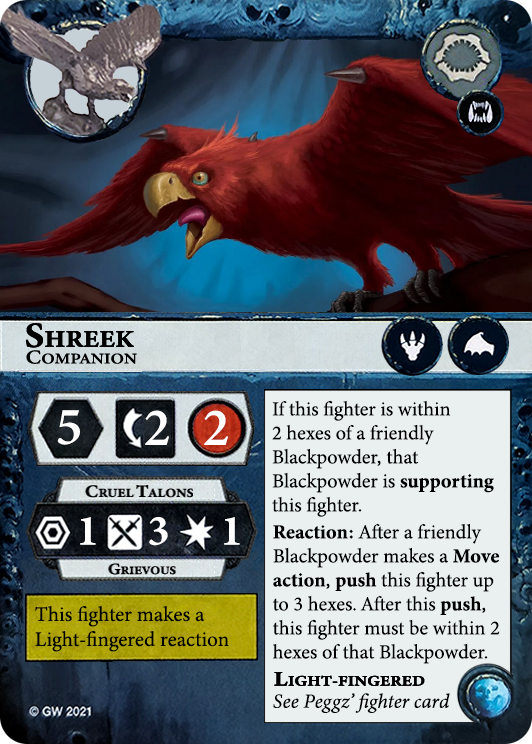 Shreek
Companion
5 2 2
Cruel Talons
1 3 1
Grievous
This fighter makes a
Light-fingered reaction
If this fighter is within
2 hexes of a friendly
Blackpowder, that
Blackpowder is supporting
this fighter.
Reaction: After a friendly
Blackpowder makes a Move
action, push this fighter up
to 3 hexes. After this push,
this fighter must be within 2
hexes of that Blackpowder.
Light-fingered
See Peggz' fighter card
© GW 2021